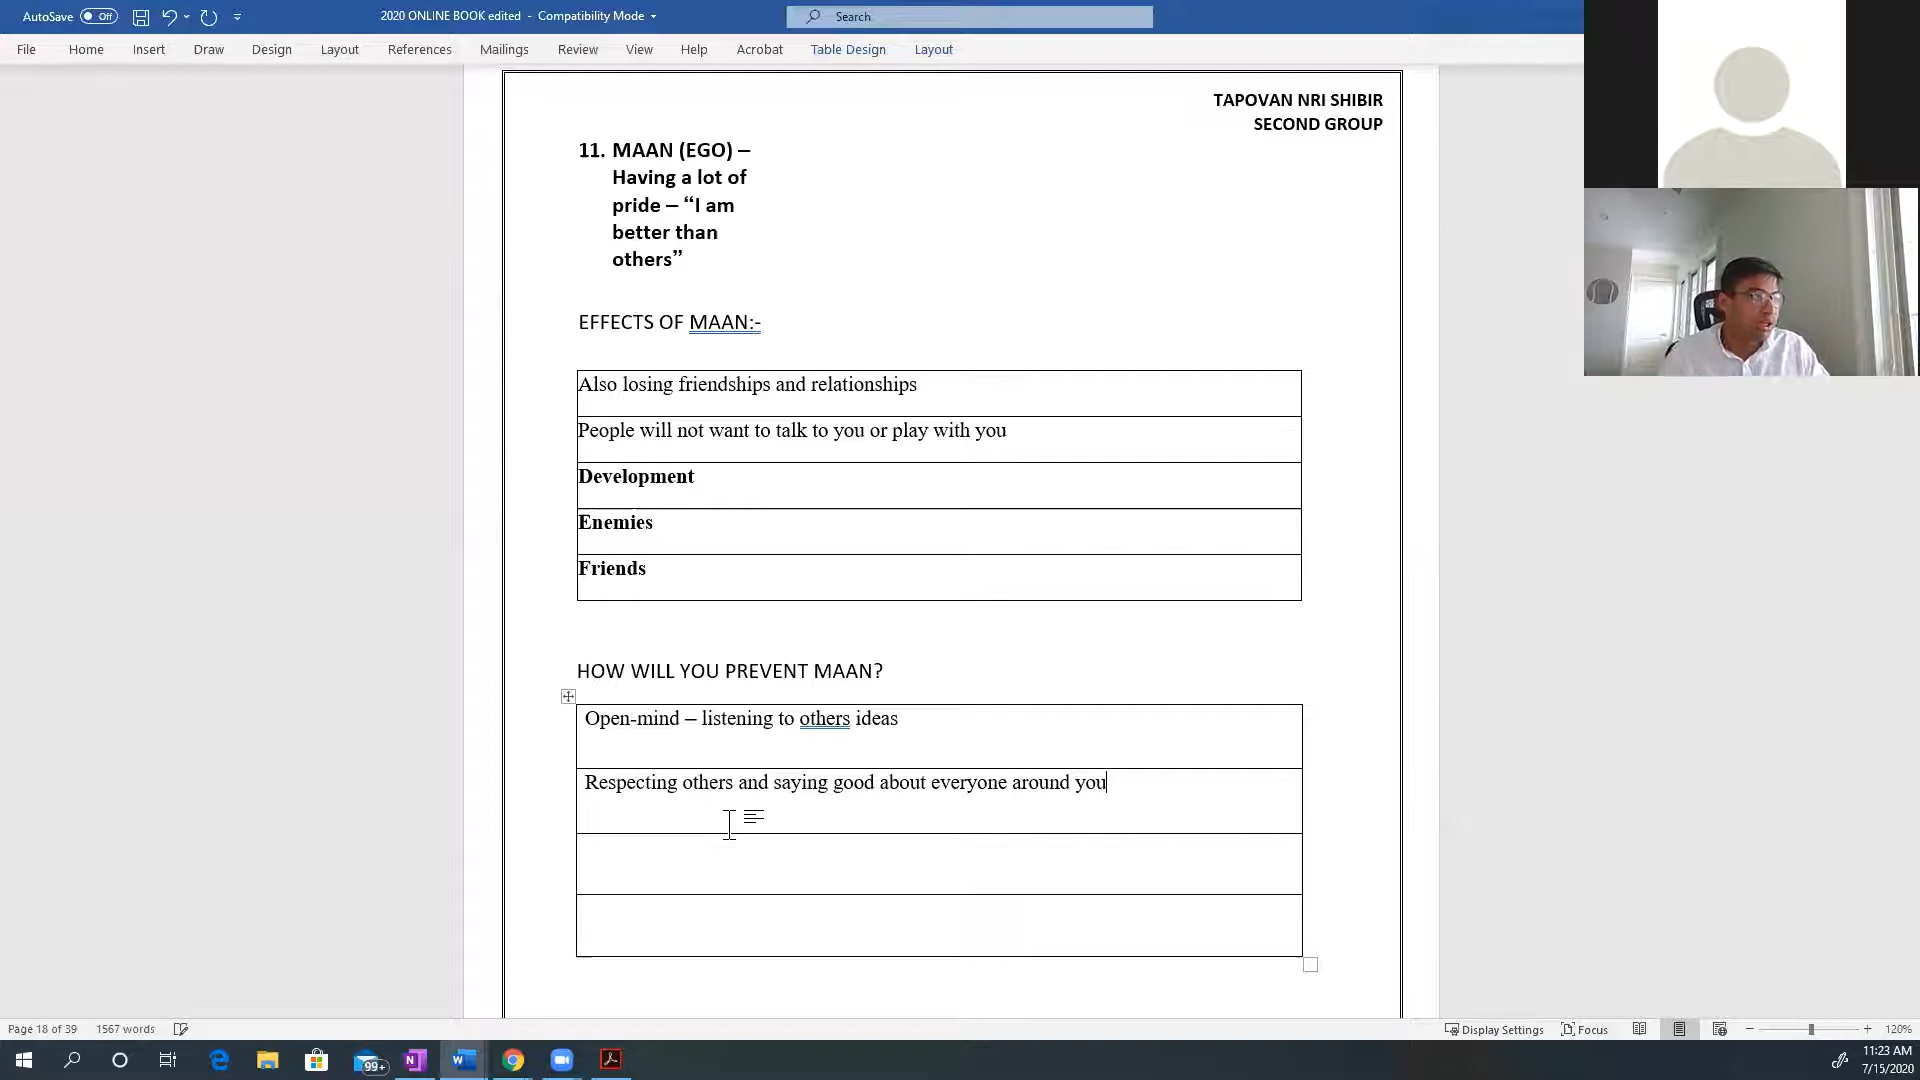 AutoSave Off 2020 ONLINE BOOK edited - Compatibility Mode Search
File Home Insert Draw Design Layout References Mailings Review View Help Acrobat Table Design Layout
TAPOVAN NRI SHIBIR
SECOND GROUP
11. MAAN (EGO) –
Having a lot of
pride – “I am
better than
others”
EFFECTS OF MAAN:-
Also losing friendships and relationships
People will not want to talk to you or play with you
Development
Enemies
Friends
HOW WILL YOU PREVENT MAAN?
Open-mind – listening to others ideas
Respecting others and saying good about everyone around you
Page 18 of 39 1567 words Display Settings Focus 120%
99+
11:23 AM
7/15/2020